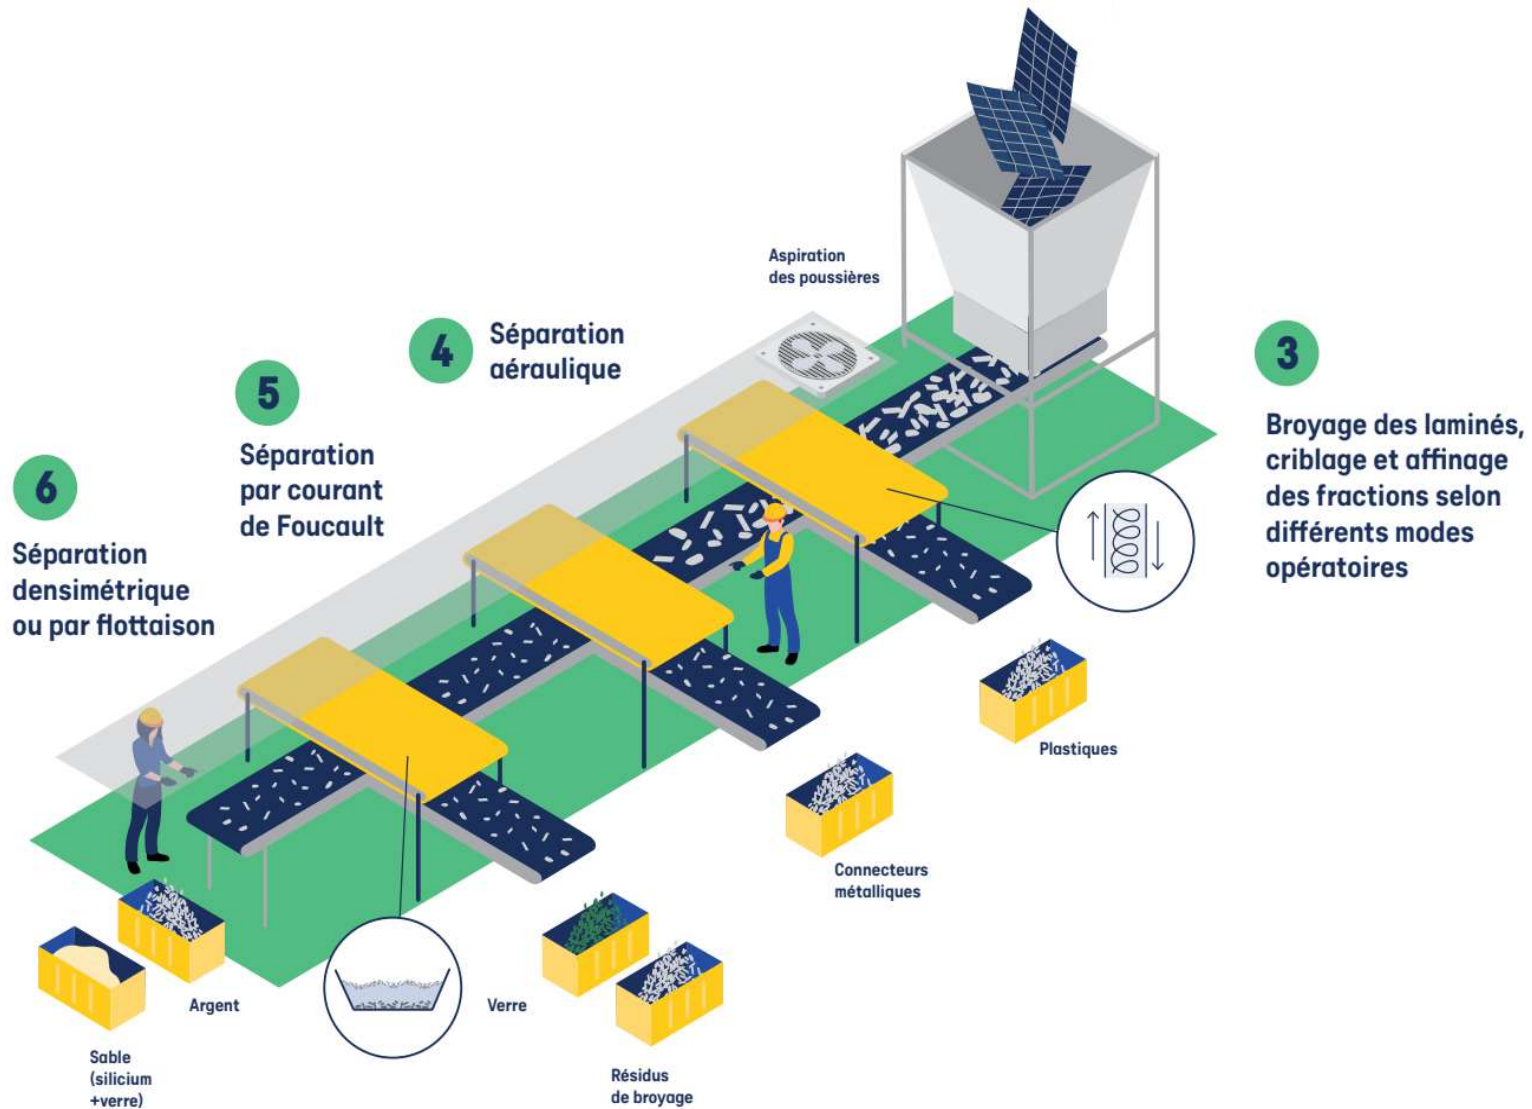 Aspiration
des poussières
3
Broyage des laminés,
criblage et affinage
des fractions selon
différents modes
opératoires
4
Séparation
aéraulique
5
Séparation
par courant
de Foucault
6
Séparation
densimétrique
ou par flottaison
Plastiques
Connecteurs
métalliques
Verre
Résidus
de broyage
Argent
Sable
(silicium
+verre)